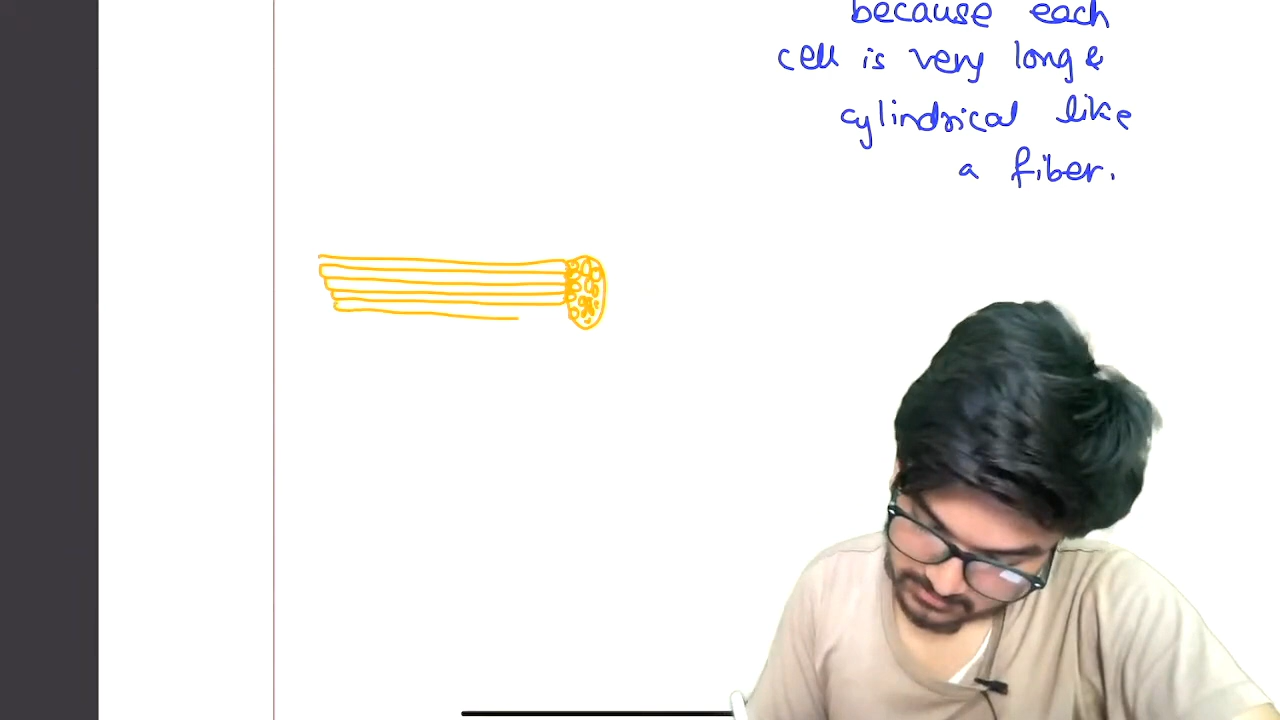 because each
cell is very long &
cylindrical like
a fiber.